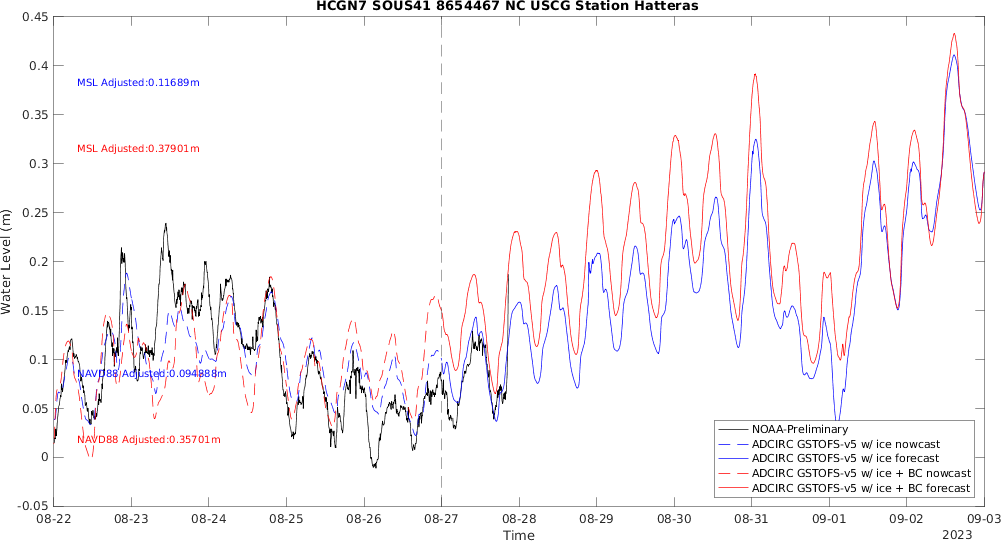 HCGN7 SOUS41 8654467 NC USCG Station Hatteras
0.45
0.4
0.35
0.3
0.25
0.2
0.15
0.1
0.05
0
-0.05
Water Level (m)
MSL Adjusted:0.11689m
MSL Adjusted:0.37901m
NAVD88 Adjusted:0.094888m
NAVD88 Adjusted:0.35701m
NOAA-Preliminary
ADCIRC GSTOFS-v5 w/ ice nowcast
ADCIRC GSTOFS-v5 w/ ice forecast
ADCIRC GSTOFS-v5 w/ ice + BC nowcast
ADCIRC GSTOFS-v5 w/ ice + BC forecast
08-22 08-23 08-24 08-25 08-26 08-27 08-28 08-29 08-30 08-31 09-01 09-02 09-03
Time
2023